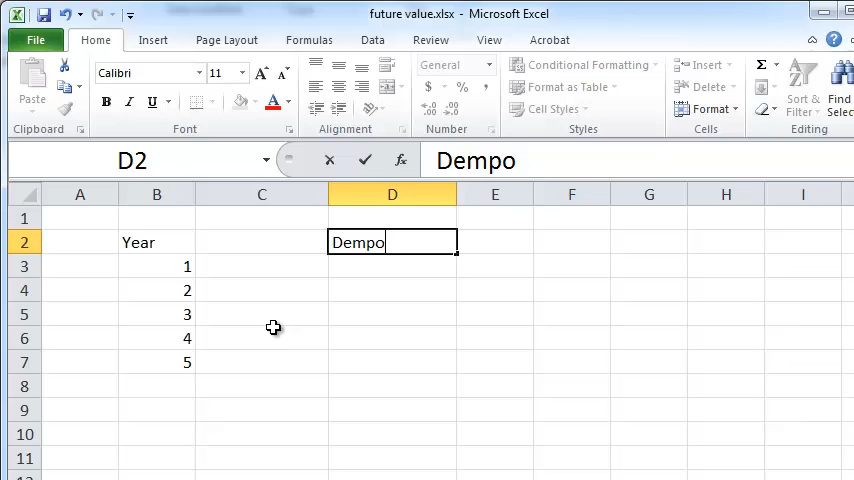 future value.xlsx - Microsoft Excel
File Home Insert Page Layout Formulas Data Review View Acrobat
Paste Calibri 11 A A General Conditional Formatting Insert Σ Sort & Filter Find
B I U A $ % , Format as Table Delete
.00 .0 Cell Styles Format
Clipboard Font Alignment Number Styles Cells Editing
D2 fx Dempo
A B C D E F G H I
1
2 Year Dempo
3 1
4 2
5 3
6 4
7 5
8
9
10
11